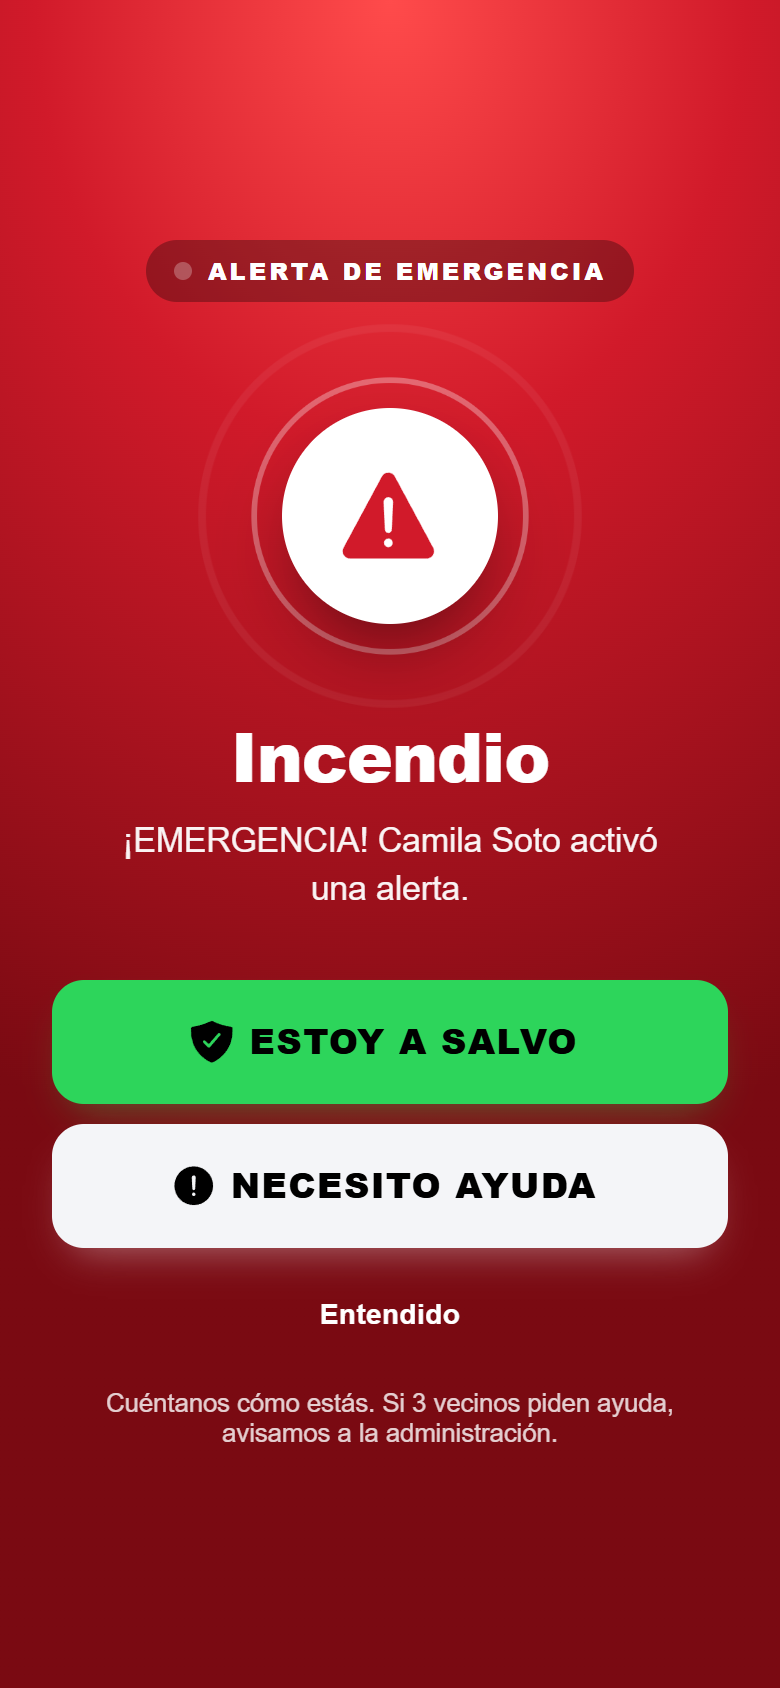 ALERTA DE EMERGENCIA
Incendio
¡EMERGENCIA! Camila Soto activó
una alerta.
ESTOY A SALVO
NECESITO AYUDA
Entendido
Cuéntanos cómo estás. Si 3 vecinos piden ayuda,
avisamos a la administración.